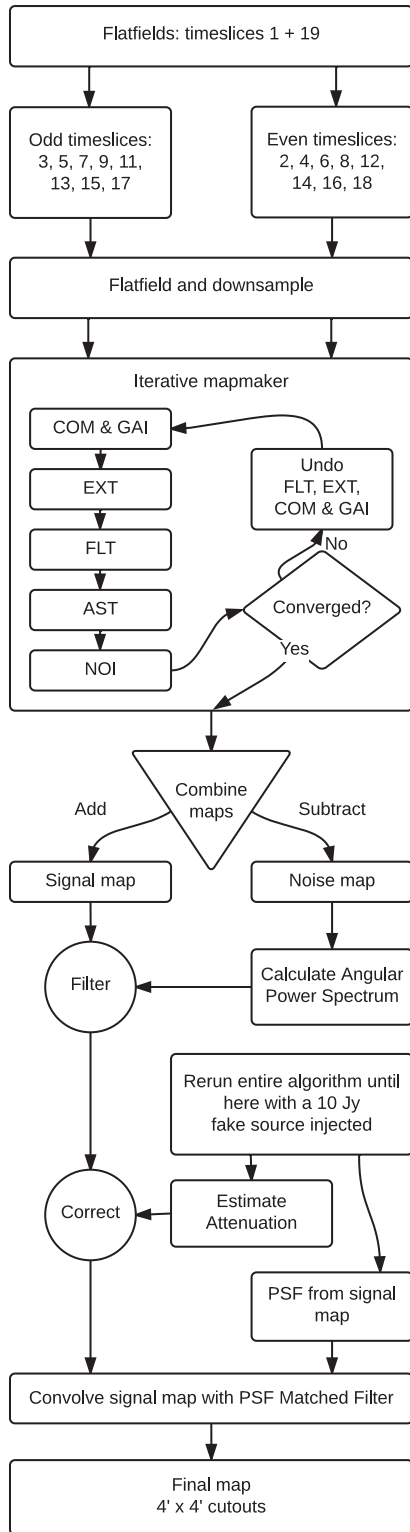 Flatfields: timeslices 1 + 19
Odd timeslices:
3, 5, 7, 9, 11,
13, 15, 17
Even timeslices:
2, 4, 6, 8, 12,
14, 16, 18
Flatfield and downsample
Iterative mapmaker
COM & GAI
EXT
FLT
AST
NOI
Undo
FLT, EXT,
COM & GAI
No
Converged?
Yes
Combine
maps
Add
Subtract
Signal map
Noise map
Filter
Calculate Angular
Power Spectrum
Rerun entire algorithm until
here with a 10 Jy
fake source injected
Correct
Estimate
Attenuation
PSF from signal
map
Convolve signal map with PSF Matched Filter
Final map
4' x 4' cutouts